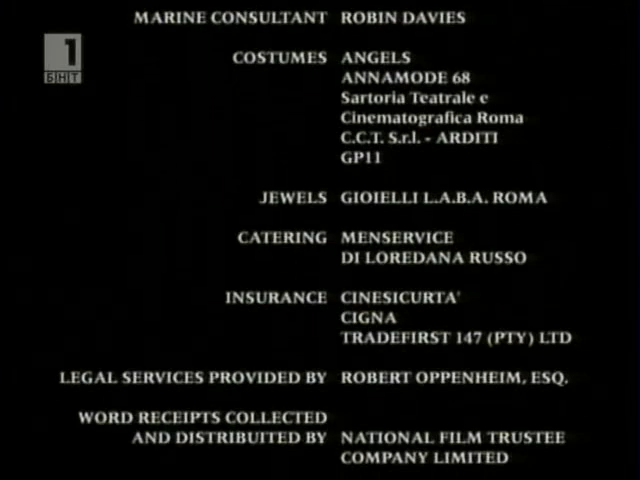 MARINE CONSULTANT ROBIN DAVIES
1
БНТ
COSTUMES ANGELS
ANNAMODE 68
Sartoria Teatrale e
Cinematografica Roma
C.C.T. S.r.l. - ARDITI
GP11
JEWELS GIOIELLI L.A.B.A. ROMA
CATERING MENSERVICE
DI LOREDANA RUSSO
INSURANCE CINESICURTA'
CIGNA
TRADEFIRST 147 (PTY) LTD
LEGAL SERVICES PROVIDED BY ROBERT OPPENHEIM, ESQ.
WORD RECEIPTS COLLECTED
AND DISTRIBUITED BY NATIONAL FILM TRUSTEE
COMPANY LIMITED